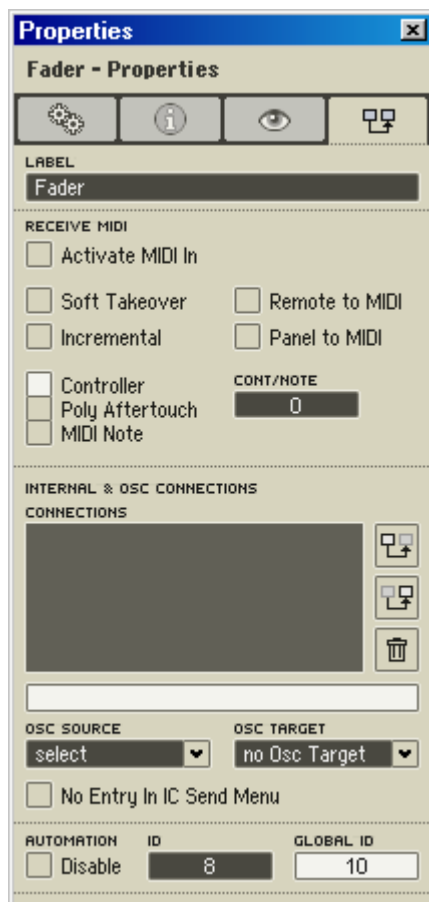 Properties
Fader - Properties
LABEL
Fader
RECEIVE MIDI
Activate MIDI In
Soft Takeover Remote to MIDI
Incremental Panel to MIDI
Controller CONT/NOTE
Poly Aftertouch 0
MIDI Note
INTERNAL & OSC CONNECTIONS
CONNECTIONS
OSC SOURCE OSC TARGET
select no Osc Target
No Entry In IC Send Menu
AUTOMATION ID GLOBAL ID
Disable 8 10